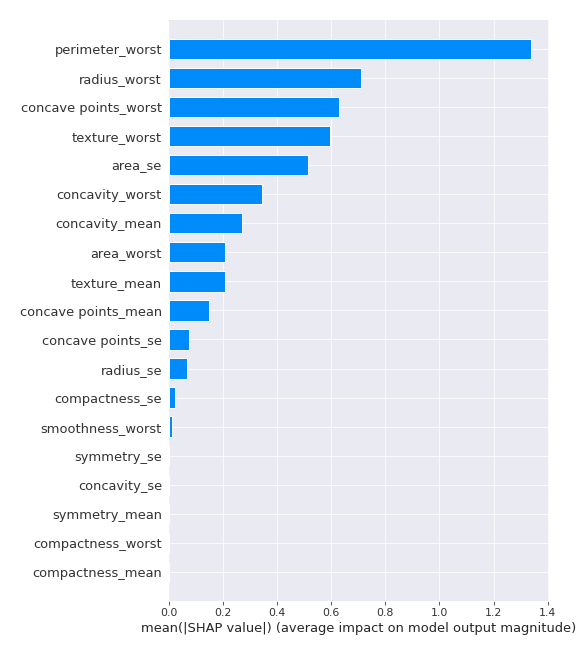 perimeter_worst
radius_worst
concave points_worst
texture_worst
area_se
concavity_worst
concavity_mean
area_worst
texture_mean
concave points_mean
concave points_se
radius_se
compactness_se
smoothness_worst
symmetry_se
concavity_se
symmetry_mean
compactness_worst
compactness_mean
0.0 0.2 0.4 0.6 0.8 1.0 1.2 1.4
mean(|SHAP value|) (average impact on model output magnitude)